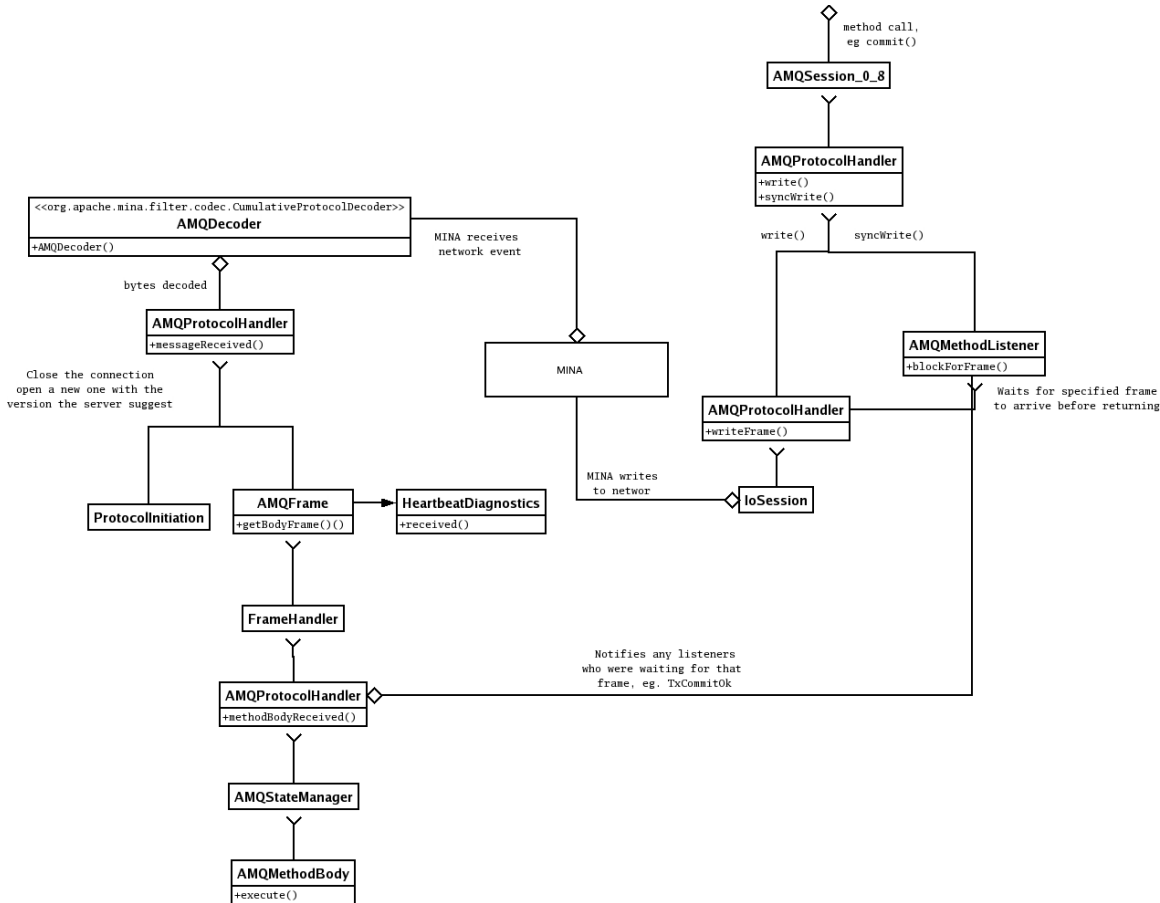 method call,
eg commit()
AMQSession_0_8
AMQProtocolHandler
+write()
+syncWrite()
write()
syncWrite()
<<org.apache.mina.filter.codec.CumulativeProtocolDecoder>>
AMQDecoder
+AMQDecoder()
MINA receives
network event
bytes decoded
AMQProtocolHandler
+messageReceived()
Close the connection
open a new one with the
version the server suggest
MINA
AMQMethodListener
+blockForFrame()
Waits for specified frame
to arrive before returning
AMQProtocolHandler
+writeFrame()
MINA writes
to networ
IoSession
ProtocolInitiation
AMQFrame
+getBodyFrame()()
HeartbeatDiagnostics
+received()
FrameHandler
Notifies any listeners
who were waiting for that
frame, eg. TxCommitOk
AMQProtocolHandler
+methodBodyReceived()
AMQStateManager
AMQMethodBody
+execute()